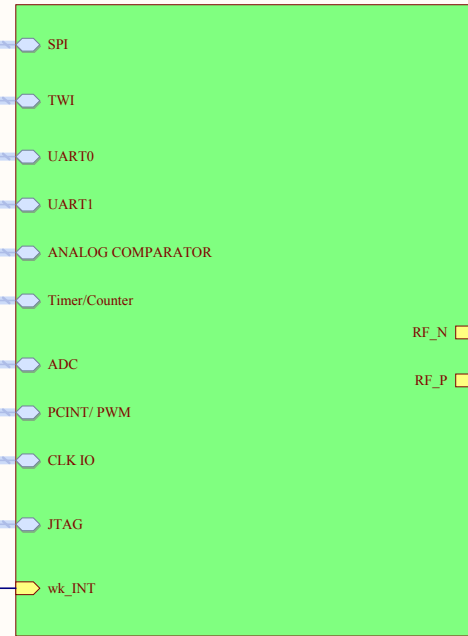 SPI
TWI
UART0
UART1
ANALOG COMPARATOR
Timer/Counter
RF_N
ADC
RF_P
PCINT/ PWM
CLK IO
JTAG
wk_INT